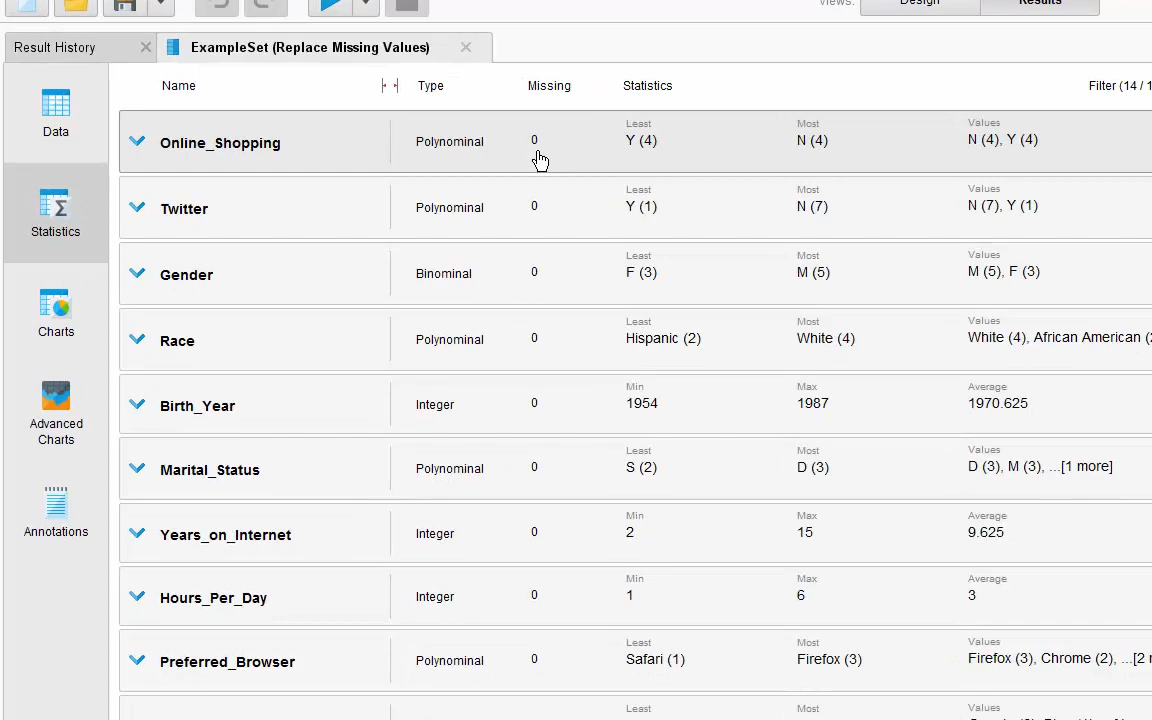 Views:
Design
Results
Result History
ExampleSet (Replace Missing Values)
Name
Type
Missing
Statistics
Filter (14 / 1
Data
Statistics
Charts
Advanced
Charts
Annotations
Online_Shopping
Polynominal
0
Least
Y (4)
Most
N (4)
Values
N (4), Y (4)
Twitter
Polynominal
0
Least
Y (1)
Most
N (7)
Values
N (7), Y (1)
Gender
Binominal
0
Least
F (3)
Most
M (5)
Values
M (5), F (3)
Race
Polynominal
0
Least
Hispanic (2)
Most
White (4)
Values
White (4), African American (2
Birth_Year
Integer
0
Min
1954
Max
1987
Average
1970.625
Marital_Status
Polynominal
0
Least
S (2)
Most
D (3)
Values
D (3), M (3), ...[1 more]
Years_on_Internet
Integer
0
Min
2
Max
15
Average
9.625
Hours_Per_Day
Integer
0
Min
1
Max
6
Average
3
Preferred_Browser
Polynominal
0
Least
Safari (1)
Most
Firefox (3)
Values
Firefox (3), Chrome (2), ...[2
Least
Most
Values